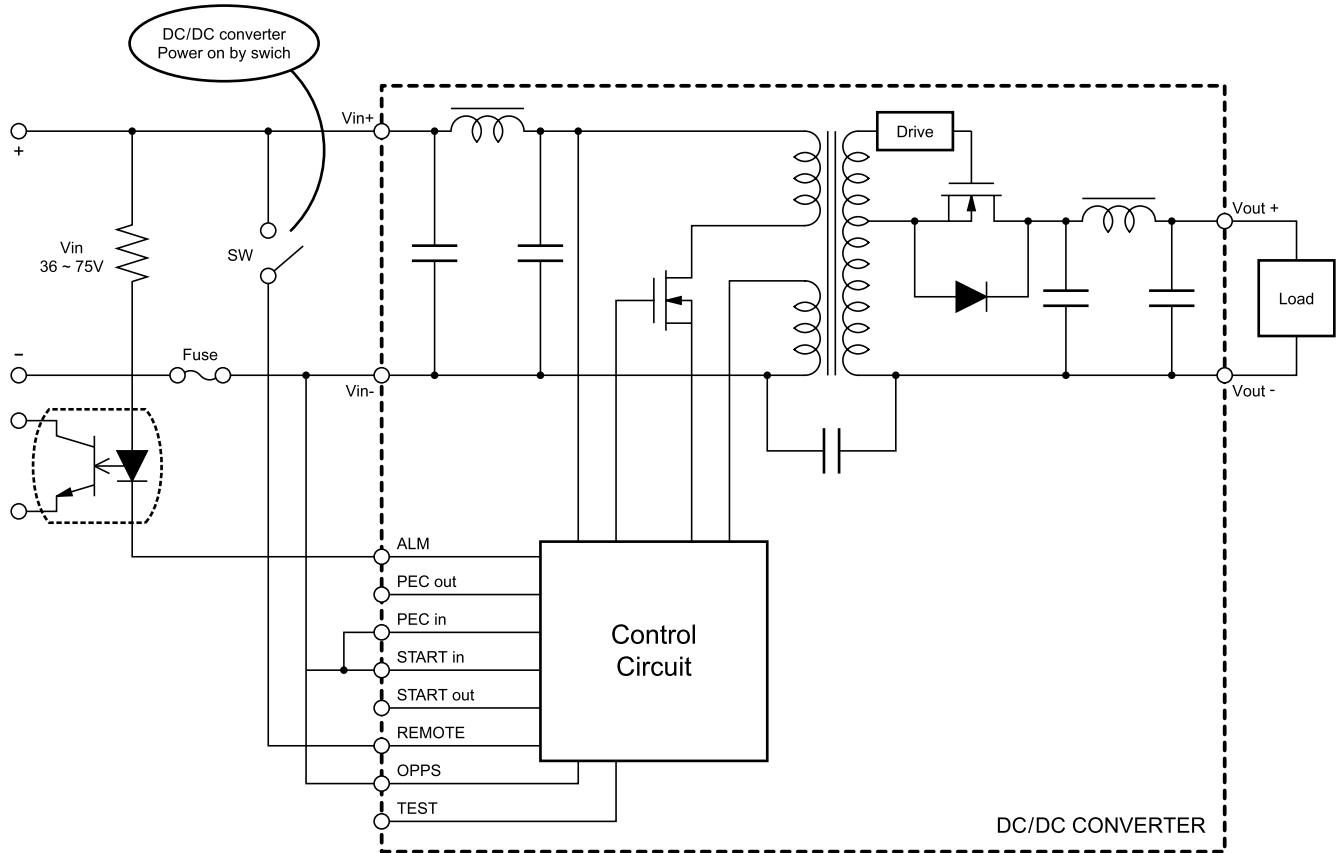 DC/DC converter
Power on by swich
Vin+
Drive
+
Vout +
Vin
36 ~ 75V
SW
Load
−
Fuse
Vin-
Vout -
ALM
PEC out
PEC in
START in
START out
REMOTE
OPPS
TEST
Control
Circuit
DC/DC CONVERTER